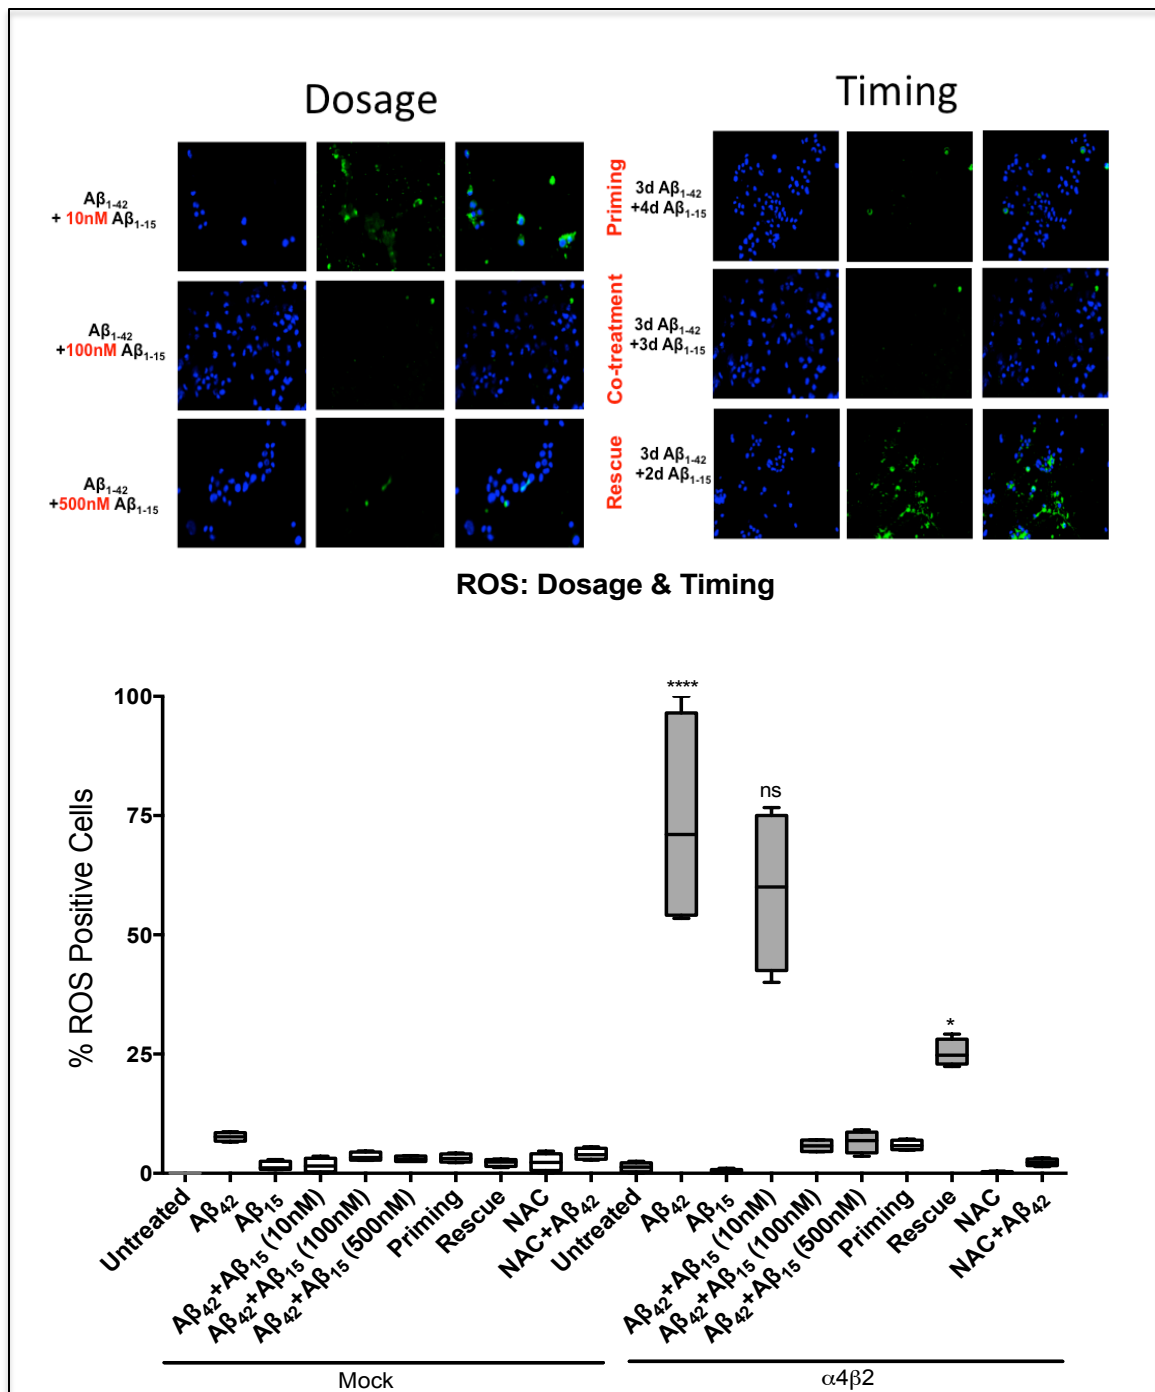 Dosage
Timing
Aβ₁₋₄₂
+ 10nM Aβ₁₋₁₅
Aβ₁₋₄₂
+100nM Aβ₁₋₁₅
Aβ₁₋₄₂
+500nM Aβ₁₋₁₅
Priming
3d Aβ₁₋₄₂
+4d Aβ₁₋₁₅
Co-treatment
3d Aβ₁₋₄₂
+3d Aβ₁₋₁₅
Rescue
3d Aβ₁₋₄₂
+2d Aβ₁₋₁₅
ROS: Dosage & Timing
% ROS Positive Cells
100
75
50
25
0
****
ns
*
Untreated
Aβ₄₂
Aβ₁₅
Aβ₄₂+Aβ₁₅ (10nM)
Aβ₄₂+Aβ₁₅ (100nM)
Aβ₄₂+Aβ₁₅ (500nM)
Priming
Rescue
NAC
NAC+Aβ₄₂
Untreated
Aβ₄₂
Aβ₁₅
Aβ₄₂+Aβ₁₅ (10nM)
Aβ₄₂+Aβ₁₅ (100nM)
Aβ₄₂+Aβ₁₅ (500nM)
Priming
Rescue
NAC
NAC+Aβ₄₂
Mock
α4β2